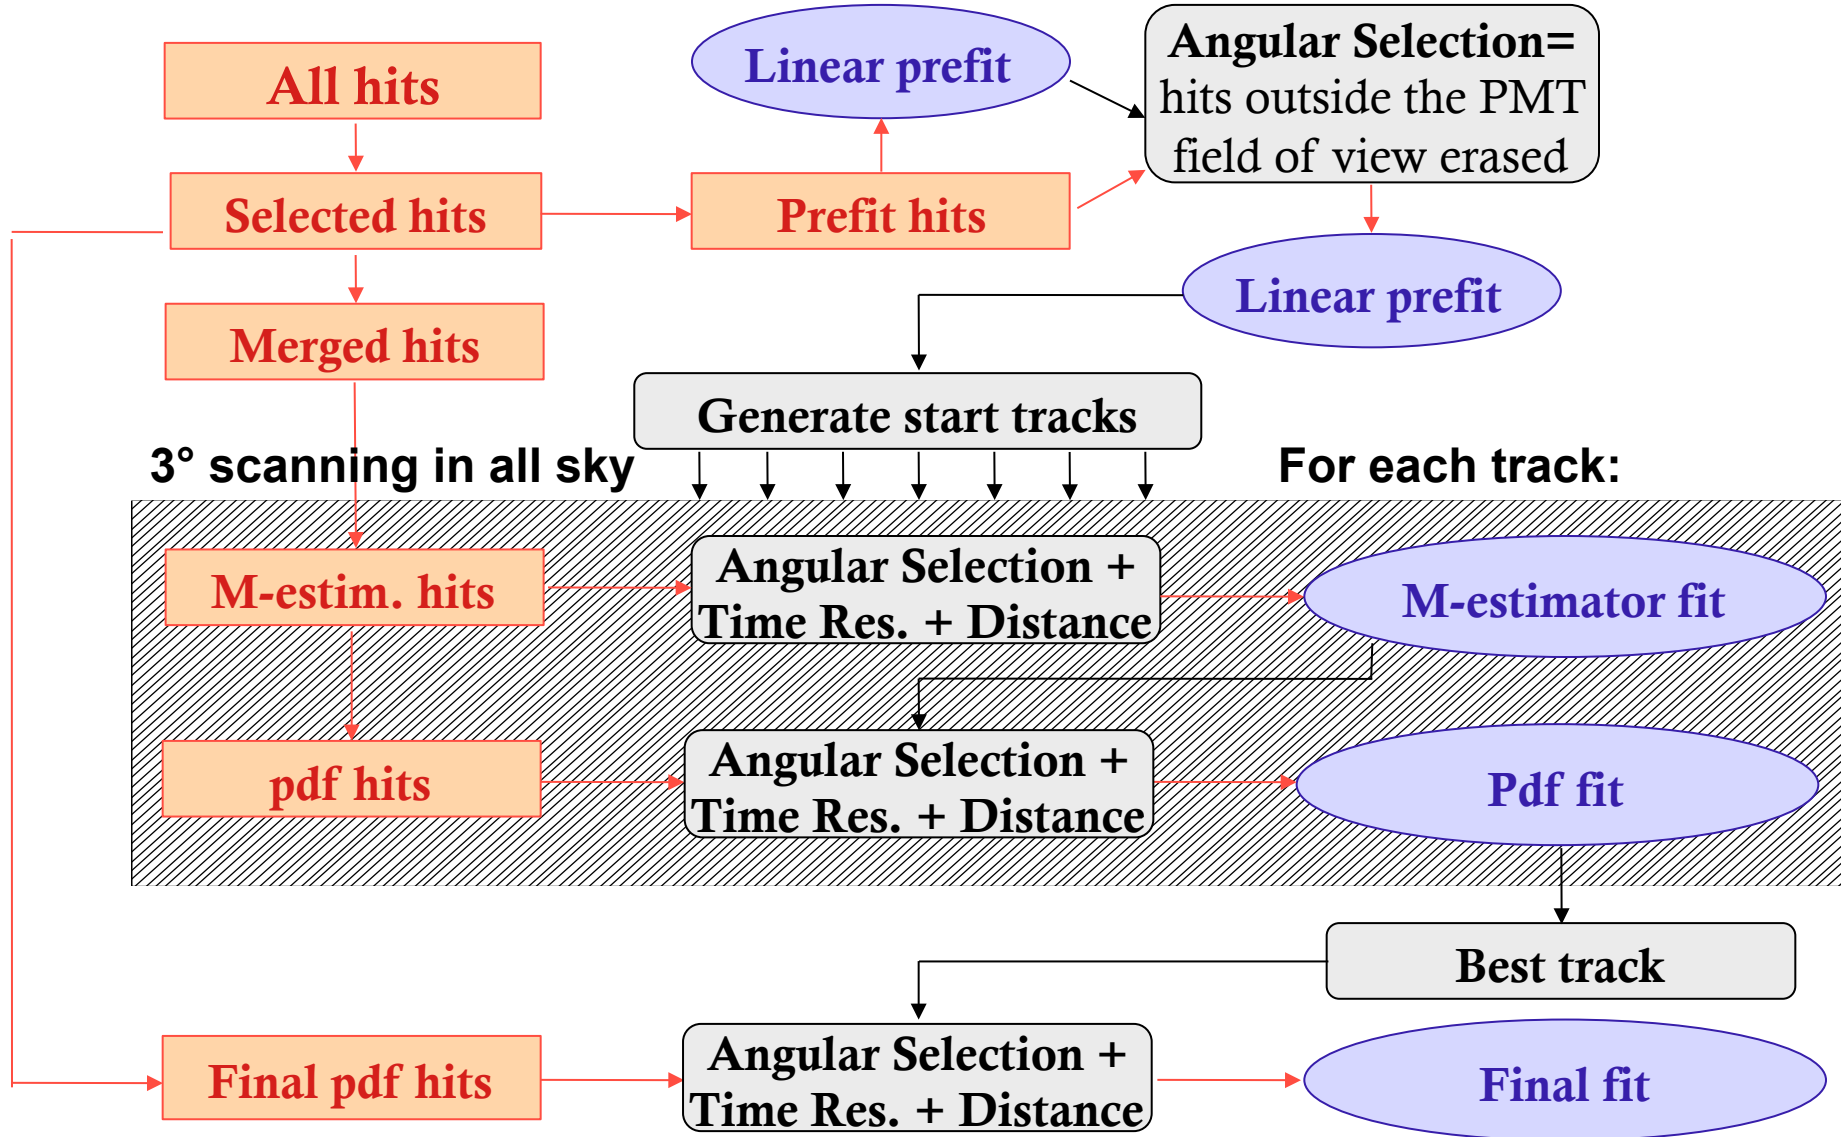 All hits
Linear prefit
Angular Selection=
hits outside the PMT
field of view erased
Selected hits
Prefit hits
Linear prefit
Merged hits
Generate start tracks
3° scanning in all sky
For each track:
M-estim. hits
Angular Selection +
Time Res. + Distance
M-estimator fit
pdf hits
Angular Selection +
Time Res. + Distance
Pdf fit
Best track
Final pdf hits
Angular Selection +
Time Res. + Distance
Final fit